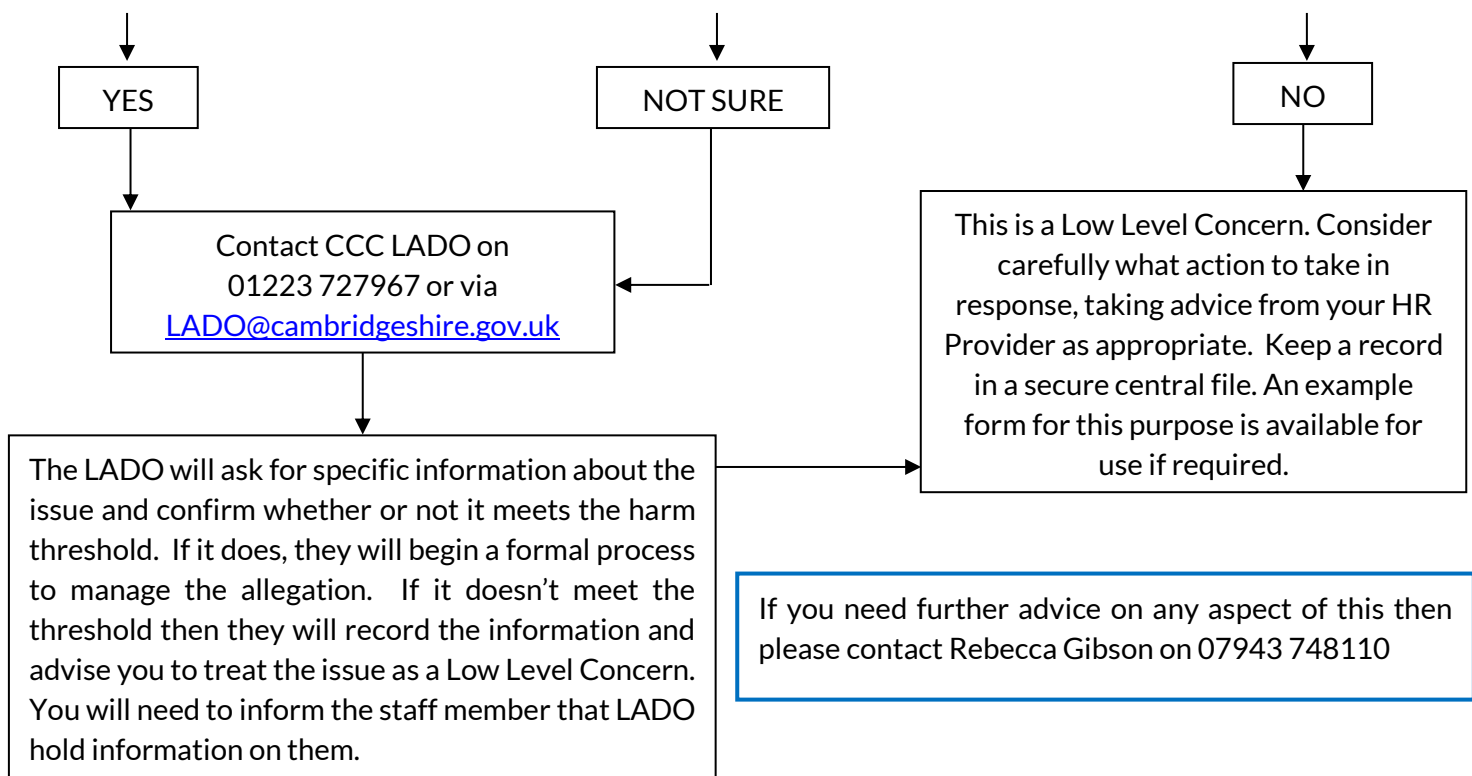 YES
NOT SURE
NO
Contact CCC LADO on
01223 727967 or via
LADO@cambridgeshire.gov.uk
This is a Low Level Concern. Consider
carefully what action to take in
response, taking advice from your HR
Provider as appropriate. Keep a record
in a secure central file. An example
form for this purpose is available for
use if required.
The LADO will ask for specific information about the
issue and confirm whether or not it meets the harm
threshold. If it does, they will begin a formal process
to manage the allegation. If it doesn’t meet the
threshold then they will record the information and
advise you to treat the issue as a Low Level Concern.
You will need to inform the staff member that LADO
hold information on them.
If you need further advice on any aspect of this then
please contact Rebecca Gibson on 07943 748110